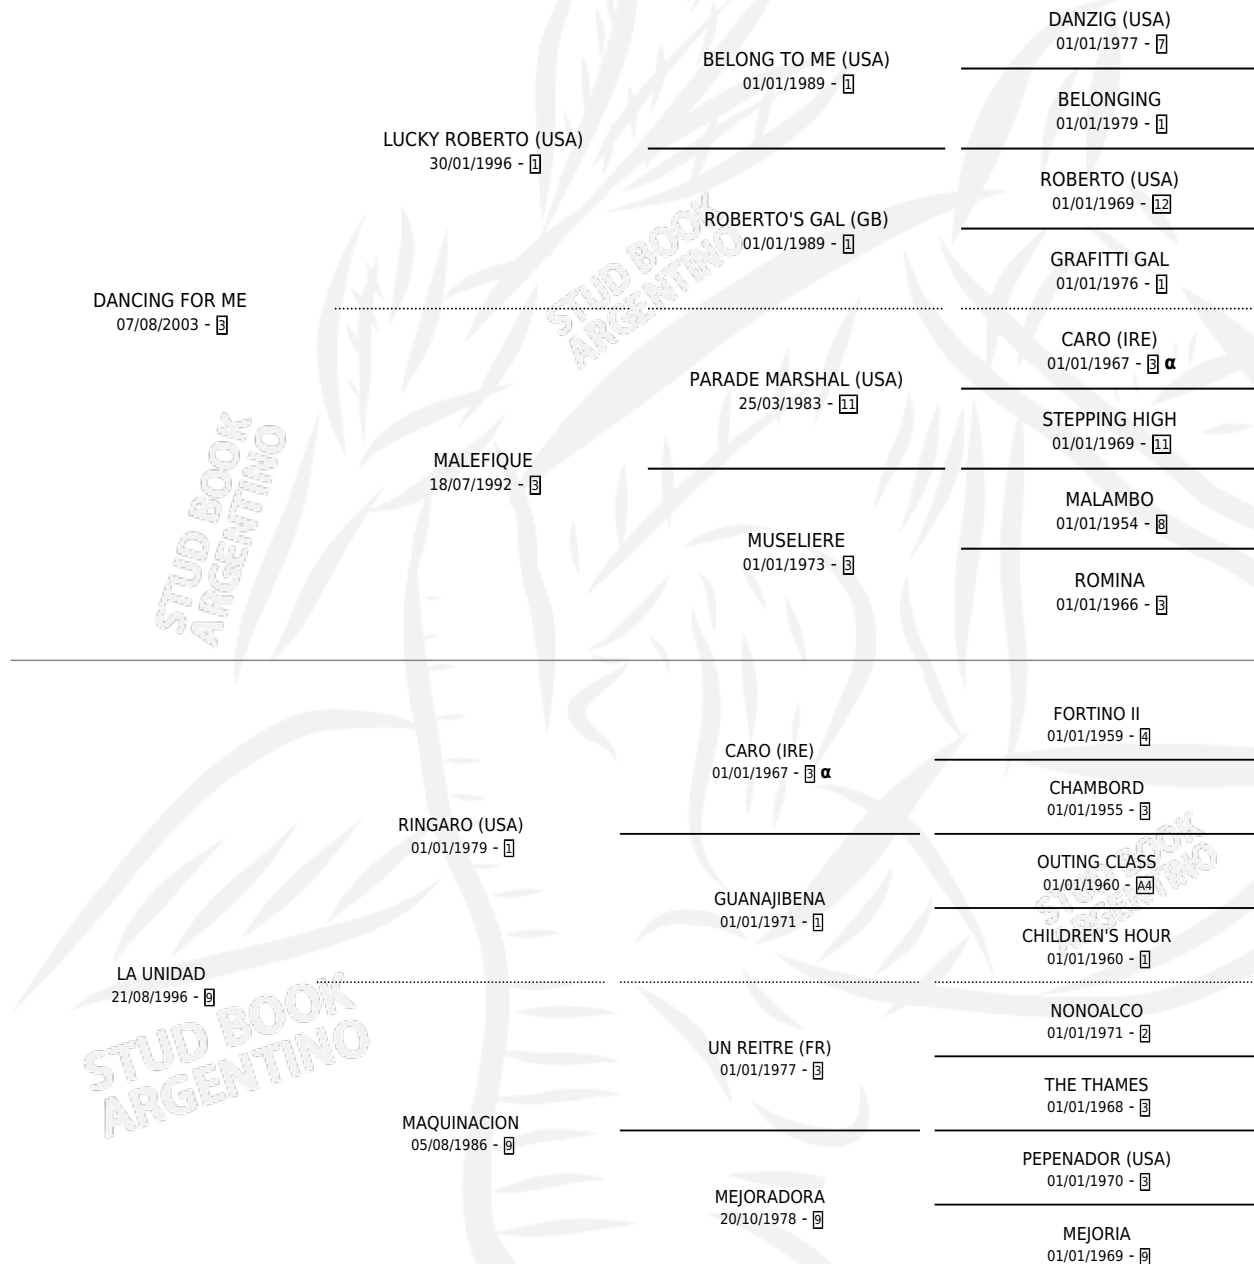 DANCING FOR ME
07/08/2003 - 3
LUCKY ROBERTO (USA)
30/01/1996 - 1
BELONG TO ME (USA)
01/01/1989 - 1
DANZIG (USA)
01/01/1977 - 7
BELONGING
01/01/1979 - 1
ROBERTO'S GAL (GB)
01/01/1989 - 1
ROBERTO (USA)
01/01/1969 - 12
GRAFITTI GAL
01/01/1976 - 1
MALEFIQUE
18/07/1992 - 3
PARADE MARSHAL (USA)
25/03/1983 - 11
CARO (IRE)
01/01/1967 - 3 α
STEPPING HIGH
01/01/1969 - 11
MUSELIERE
01/01/1973 - 3
MALAMBO
01/01/1954 - 8
ROMINA
01/01/1966 - 3
LA UNIDAD
21/08/1996 - 9
RINGARO (USA)
01/01/1979 - 1
CARO (IRE)
01/01/1967 - 3 α
FORTINO II
01/01/1959 - 4
CHAMBORD
01/01/1955 - 3
GUANAJIBENA
01/01/1971 - 1
OUTING CLASS
01/01/1960 - A4
CHILDREN'S HOUR
01/01/1960 - 1
MAQUINACION
05/08/1986 - 9
UN REITRE (FR)
01/01/1977 - 3
NONOALCO
01/01/1971 - 2
THE THAMES
01/01/1968 - 3
MEJORADORA
20/10/1978 - 9
PEPENADOR (USA)
01/01/1970 - 3
MEJORIA
01/01/1969 - 9
STUD BOOK
ARGENTINO
STUD BOOK
ARGENTINO
STUD BOOK
ARGENTINO
STUD BOOK
ARGENTINO